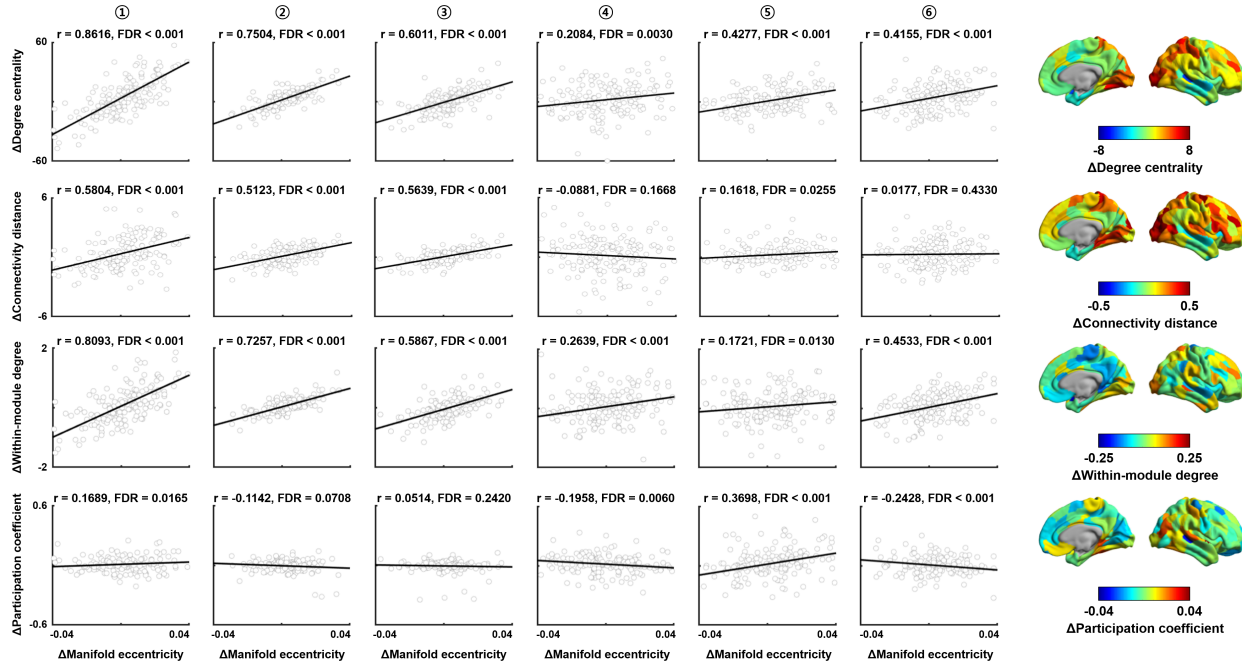 ① ② ③ ④ ⑤ ⑥
r = 0.8616, FDR < 0.001 r = 0.7504, FDR < 0.001 r = 0.6011, FDR < 0.001 r = 0.2084, FDR = 0.0030 r = 0.4277, FDR < 0.001 r = 0.4155, FDR < 0.001
60
ΔDegree centrality
-60
-8 8
ΔDegree centrality
r = 0.5804, FDR < 0.001 r = 0.5123, FDR < 0.001 r = 0.5639, FDR < 0.001 r = -0.0881, FDR = 0.1668 r = 0.1618, FDR = 0.0255 r = 0.0177, FDR = 0.4330
6
ΔConnectivity distance
-6
-0.5 0.5
ΔConnectivity distance
r = 0.8093, FDR < 0.001 r = 0.7257, FDR < 0.001 r = 0.5867, FDR < 0.001 r = 0.2639, FDR < 0.001 r = 0.1721, FDR = 0.0130 r = 0.4533, FDR < 0.001
2
ΔWithin-module degree
-2
-0.25 0.25
ΔWithin-module degree
r = 0.1689, FDR = 0.0165 r = -0.1142, FDR = 0.0708 r = 0.0514, FDR = 0.2420 r = -0.1958, FDR = 0.0060 r = 0.3698, FDR < 0.001 r = -0.2428, FDR < 0.001
0.6
ΔParticipation coefficient
-0.6
-0.04 0.04
ΔParticipation coefficient
-0.04 0.04 -0.04 0.04 -0.04 0.04 -0.04 0.04 -0.04 0.04 -0.04 0.04
ΔManifold eccentricity ΔManifold eccentricity ΔManifold eccentricity ΔManifold eccentricity ΔManifold eccentricity ΔManifold eccentricity